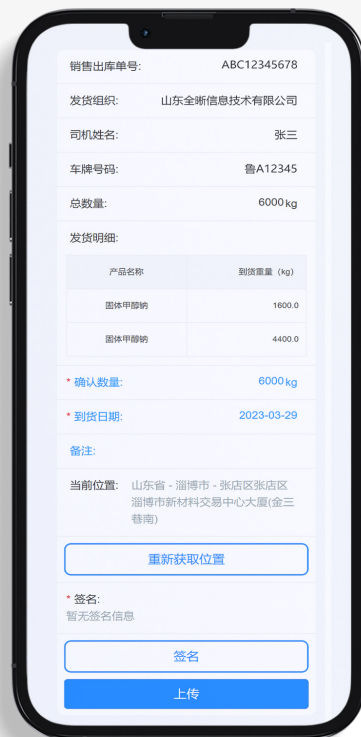 销售出库单号: ABC12345678
发货组织: 山东全晰信息技术有限公司
司机姓名: 张三
车牌号码: 鲁A12345
总数量: 6000kg
发货明细:
产品名称 到货重量（kg）
固体甲醇钠 1600.0
固体甲醇钠 4400.0
* 确认数量: 6000kg
* 到货日期: 2023-03-29
备注:
当前位置: 山东省 - 淄博市 - 张店区张店区
淄博市新材料交易中心大厦(金三
巷南)
重新获取位置
* 签名:
暂无签名信息
签名
上传